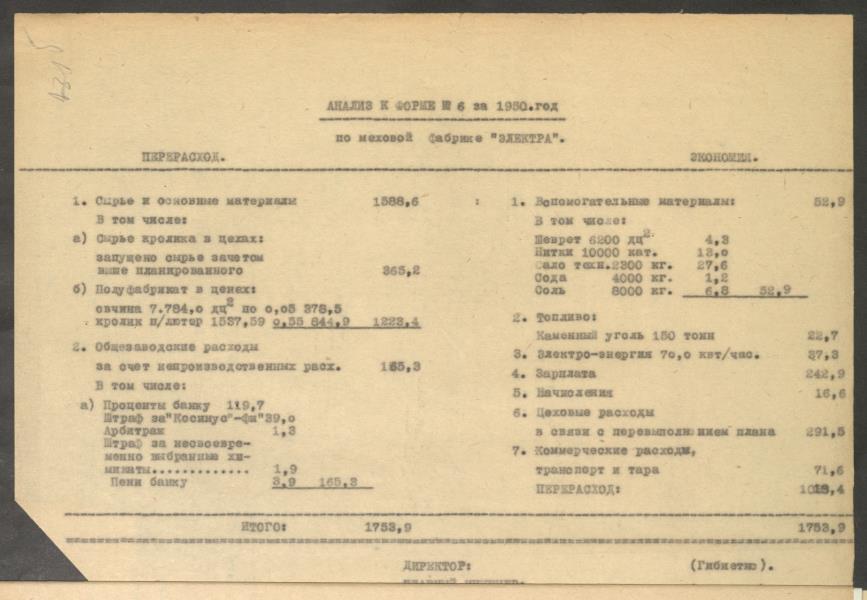 4315
АНАЛИЗ К ФОРМЕ № 6 за 1950.год
по меховой фабрике "ЭЛЕКТРА".
ПЕРЕРАСХОД.
1. Сырье и основные материалы 1588,6
В том числе:
а) Сырье кролика в цехах:
запущено сырье зачетом
выше планированного 365,2
б) Полуфабрикат в ценех:
овчина 7.784,0 дц2 по 0,05 378,5
кролик п/лютер 1537,59 0,55 844,9 1223,4
2. Общезаводские расходы
за счет непроизводственных расх. 165,3
В том числе:
а) Проценты банку 119,7
Штраф за "Косинус"-Фи"39,0
Арбитраж 1,3
Штраф за несвоевре-
менно выбранные хи-
микаты............. 1,9
Пени банку 3,9 165,3
ЭКОНОМИЯ.
: 1. Вспомогательные материалы: 52,9
В том числе:
Шеврет 6200 дц2 4,3
Нитки 10000 кат. 13,0
Сало техн.2300 кг. 27,6
Сода 4000 кг. 1,2
Соль 8000 кг. 6,8 52,9
2. Топливо:
Каменный уголь 150 тонн 22,7
3. Электро-энергия 70,0 квт/час. 37,3
4. Зарплата 242,9
5. Начисления 16,6
6. Цеховые расходы
в связи с перевыполнением плана 291,5
7. Коммерческие расходы,
транспорт и тара 71,6
ПЕРЕРАСХОД:
ИТОГО: 1753,9 1753,9
ДИРЕКТОР: (Гибиетис).